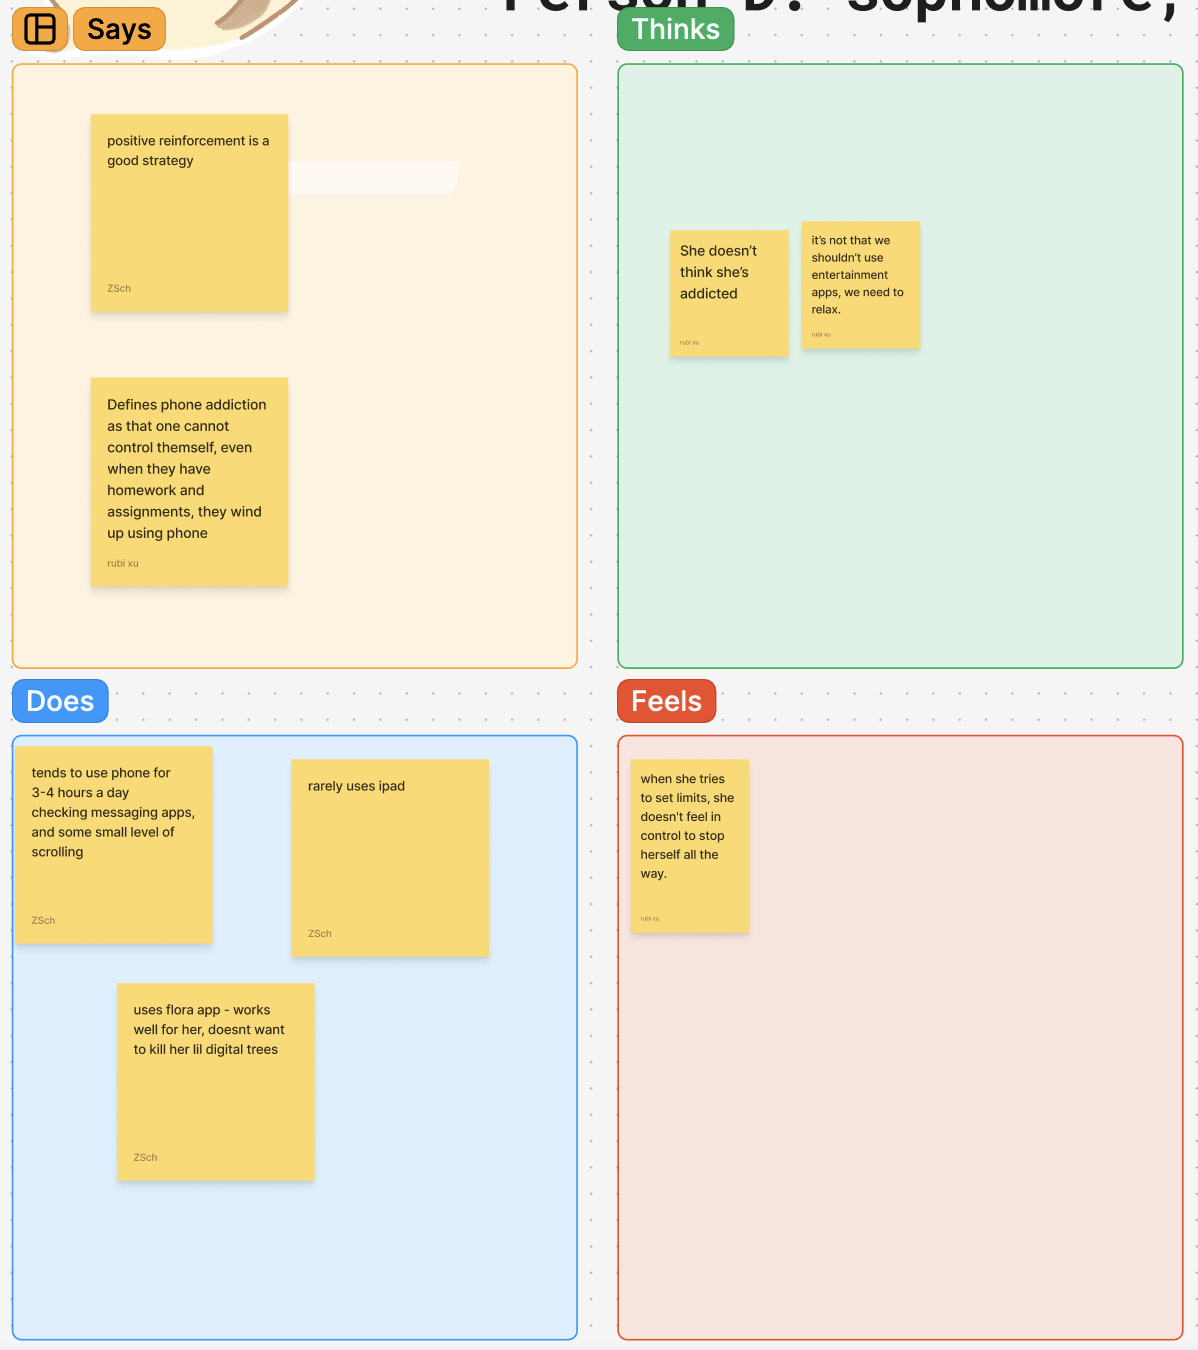 Person D: Sophomore,
Says
Thinks
positive reinforcement is a
good strategy
ZSch
She doesn’t
think she’s
addicted
rubi xu
it’s not that we
shouldn’t use
entertainment
apps, we need to
relax.
rubi xu
Defines phone addiction
as that one cannot
control themself, even
when they have
homework and
assignments, they wind
up using phone
rubi xu
Does
Feels
tends to use phone for
3-4 hours a day
checking messaging apps,
and some small level of
scrolling
ZSch
rarely uses ipad
ZSch
uses flora app - works
well for her, doesnt want
to kill her lil digital trees
ZSch
when she tries
to set limits, she
doesn't feel in
control to stop
herself all the
way.
rubi xu